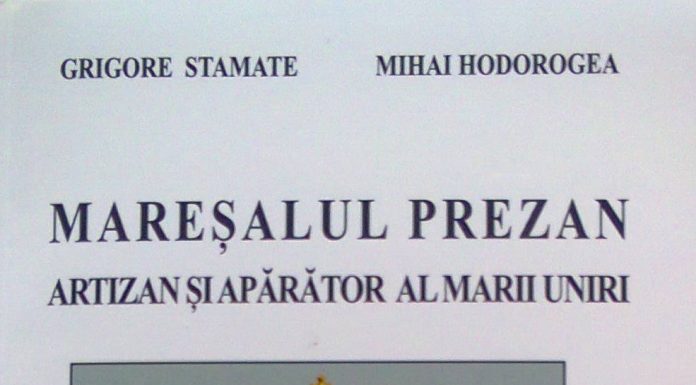 GRIGORE STAMATE MIHAI HODOROGEA
MAREȘALUL PREZAN
ARTIZAN ȘI APĂRĂTOR AL MARII UNIRI